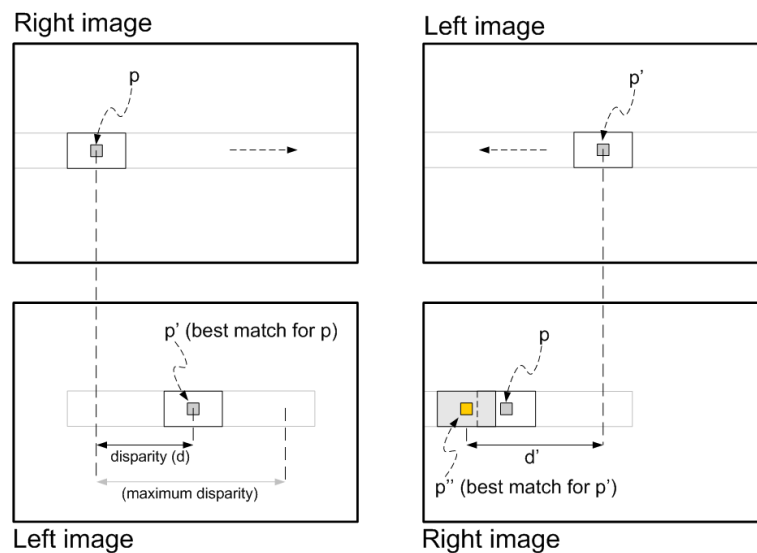 Right image
p
p’ (best match for p)
disparity (d)
(maximum disparity)
Left image
Left image
p’
p
d’
p’’ (best match for p’)
Right image